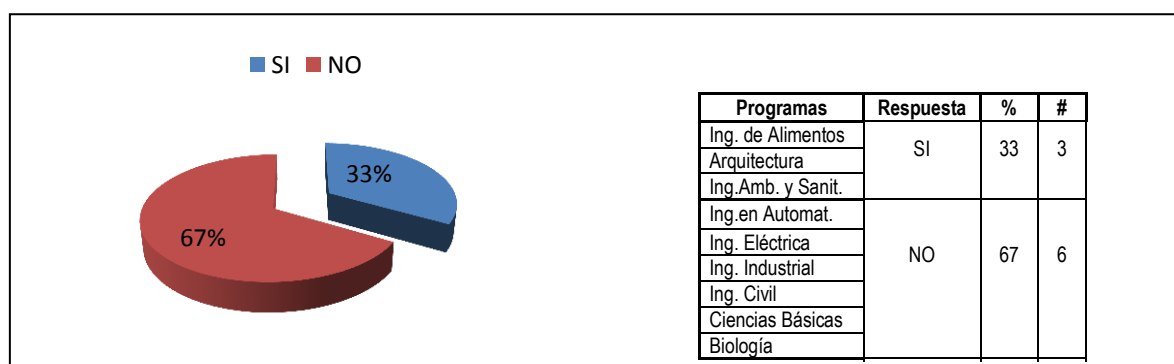 SI NO
33%
67%
Programas Respuesta % #
Ing. de Alimentos
SI 33 3
Arquitectura
Ing.Amb. y Sanit.
Ing.en Automat.
Ing. Eléctrica
NO 67 6
Ing. Industrial
Ing. Civil
Ciencias Básicas
Biología